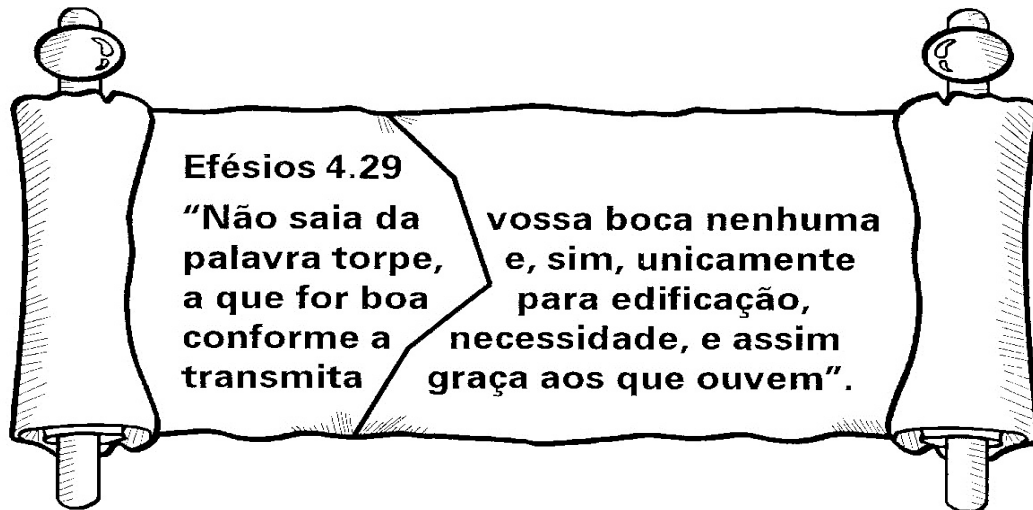 Efésios 4.29
“Não saia da vossa boca nenhuma
palavra torpe, e, sim, unicamente
a que for boa para edificação,
conforme a necessidade, e assim
transmita graça aos que ouvem”.